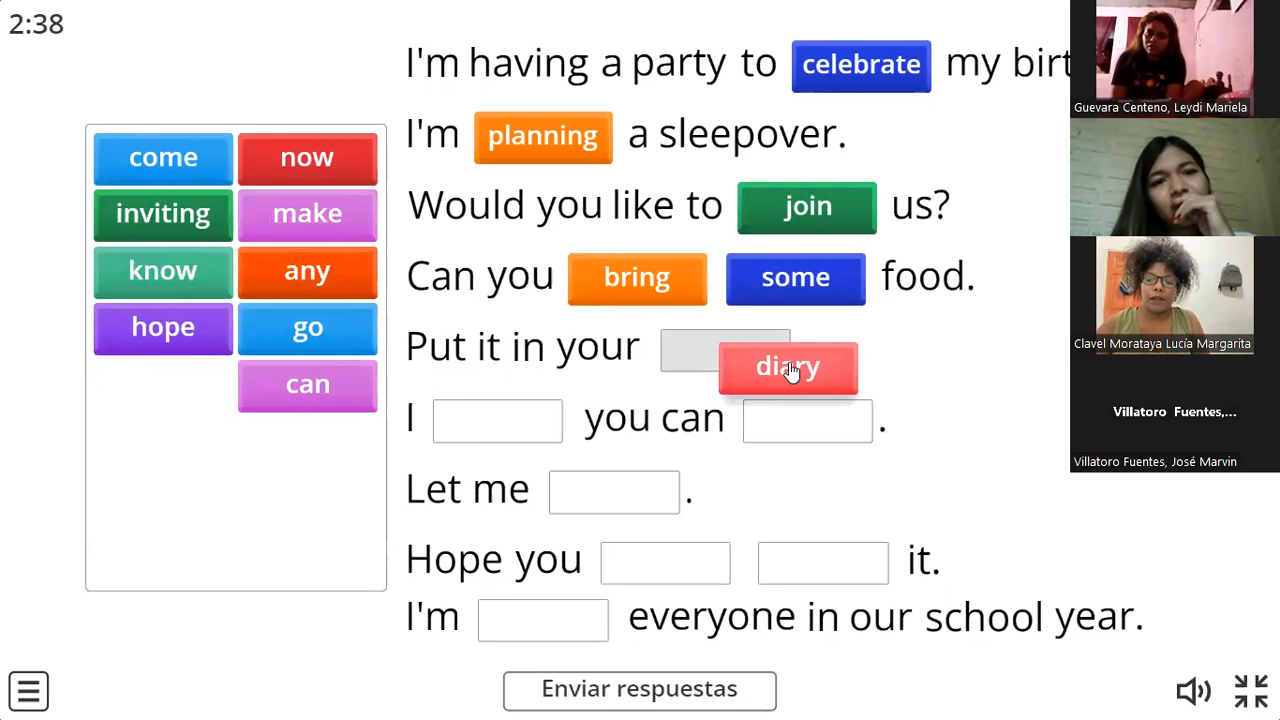 2:38
I'm having a party to celebrate my birt
I'm planning a sleepover.
Would you like to join us?
Can you bring some food.
Put it in your diary
I you can .
Let me .
Hope you it.
I'm everyone in our school year.
come now
inviting make
know any
hope go
can
Enviar respuestas
Guevara Centeno, Leydi Mariela
Clavel Morataya Lucía Margarita
Villatoro Fuentes,...
Villatoro Fuentes, José Marvin